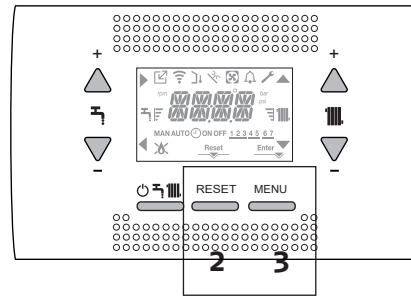 + +
rpm bar
psi
MAN AUTO ON OFF 1 2 3 4 5 6 7
Reset Enter
- -
RESET MENU
2 3